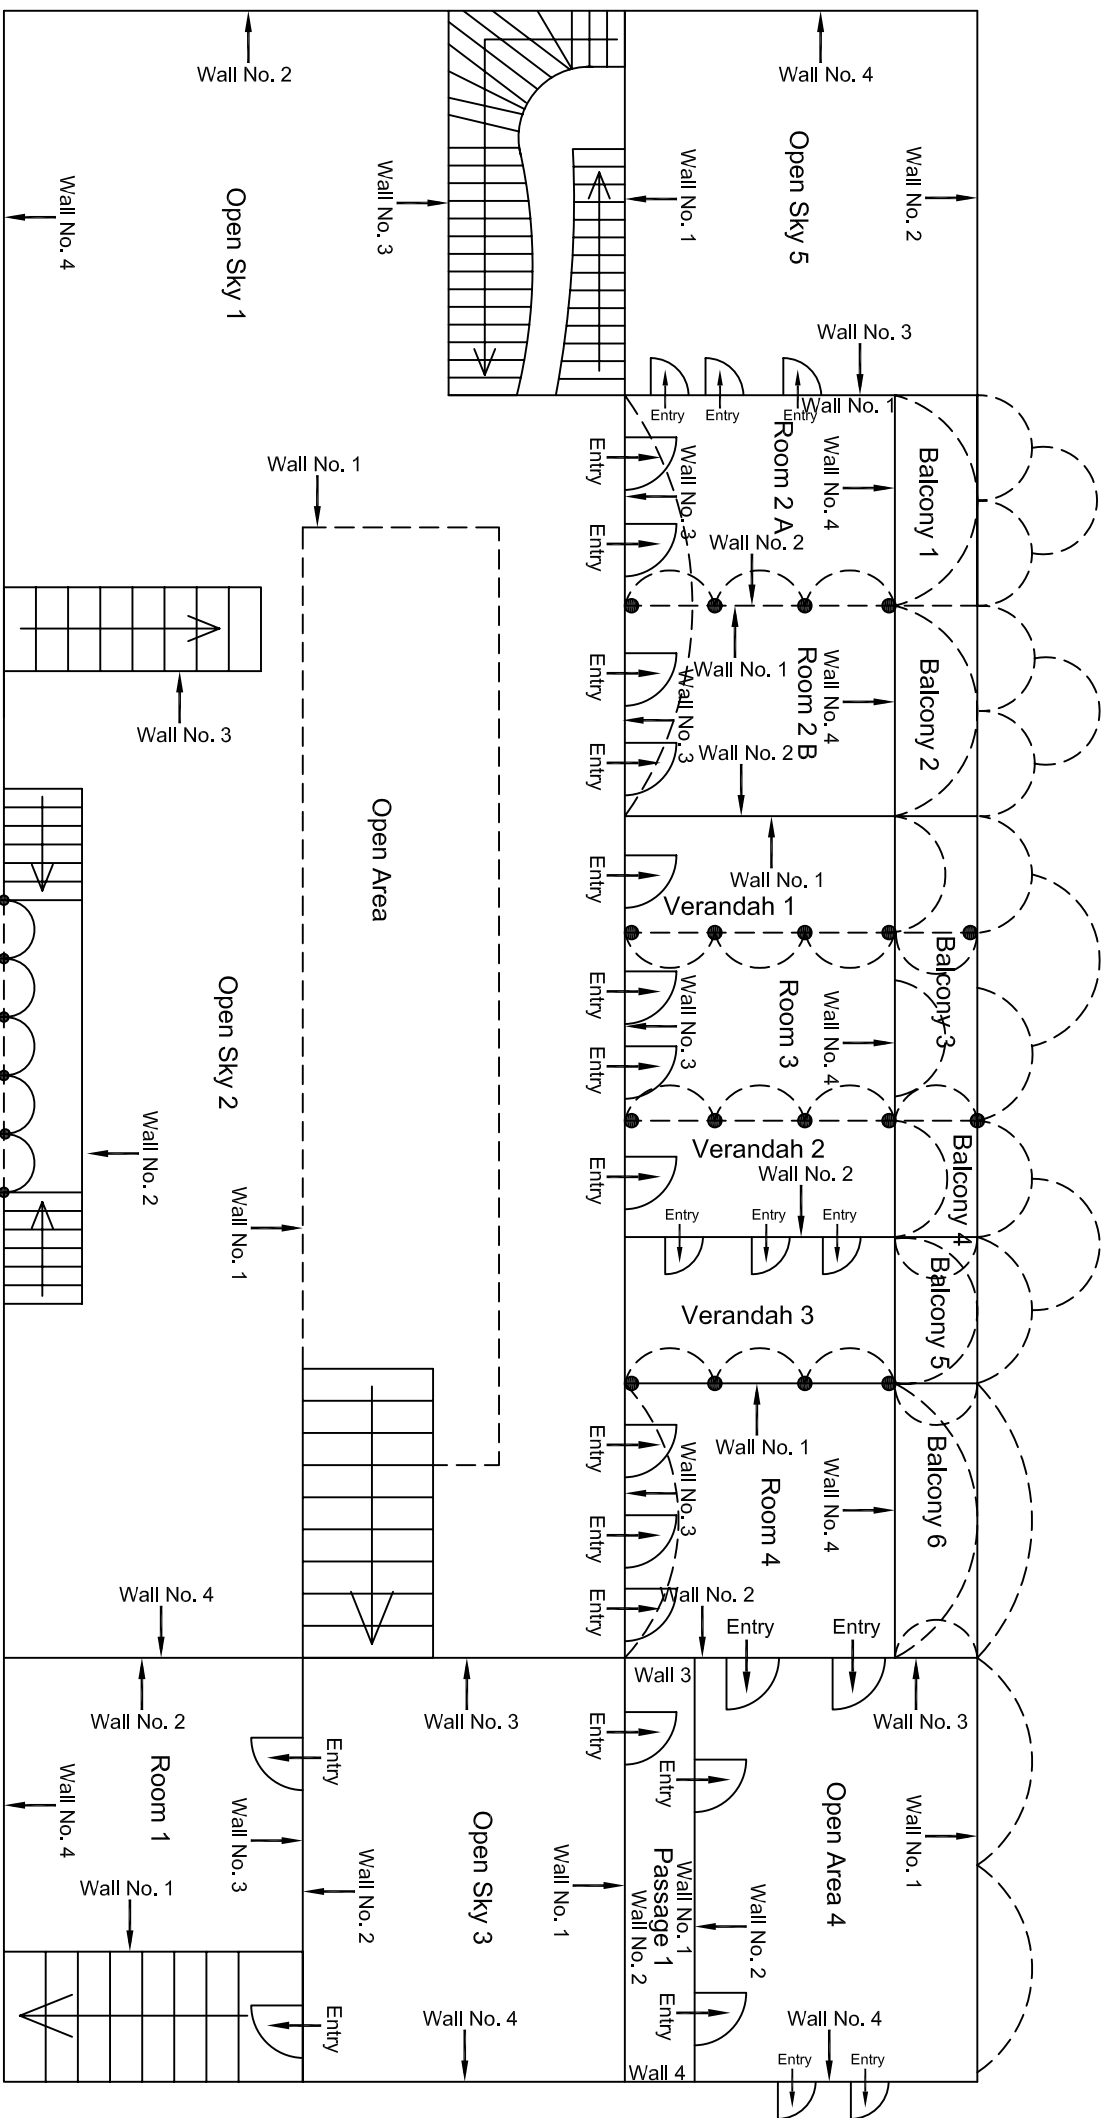 Wall No. 2
Wall No. 4
Wall No. 4
Open Sky 1
Wall No. 3
Wall No. 1
Open Sky 5
Wall No. 2
Wall No. 3
Entry
Entry
Entry
Wall No. 1
Entry
Wall No. 3
Room 2 A
Wall No. 4
Balcony 1
Wall No. 1
Entry
Wall No. 2
Entry
Wall No. 1
Wall No. 3
Room 2 B
Wall No. 4
Balcony 2
Wall No. 3
Entry
Wall No. 2
Open Area
Entry
Wall No. 1
Verandah 1
Open Sky 2
Entry
Wall No. 3
Room 3
Wall No. 4
Balcony 3
Entry
Wall No. 2
Wall No. 1
Entry
Verandah 2
Wall No. 2
Balcony 4
Entry
Entry
Entry
Verandah 3
Balcony 5
Entry
Wall No. 1
Wall No. 3
Room 4
Wall No. 4
Balcony 6
Entry
Wall No. 4
Entry
Wall No. 2
Entry
Entry
Wall 3
Wall No. 2
Wall No. 3
Entry
Wall No. 3
Room 1
Entry
Entry
Wall No. 4
Wall No. 3
Open Sky 3
Open Area 4
Wall No. 1
Wall No. 1
Wall No. 2
Wall No. 1
Passage 1
Wall No. 1
Wall No. 2
Wall No. 2
Entry
Wall No. 4
Entry
Wall No. 4
Wall 4
Entry
Entry